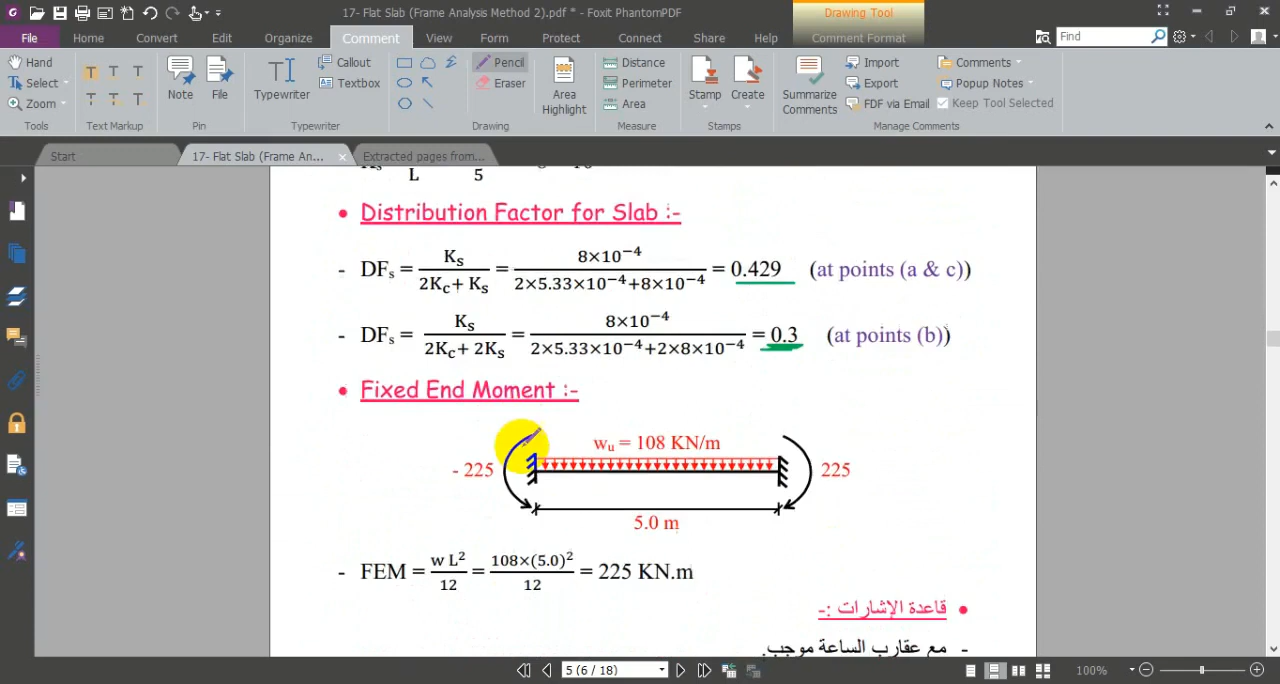 17- Flat Slab (Frame Analysis Method 2).pdf * - Foxit PhantomPDF
Drawing Tool
File Home Convert Edit Organize Comment View Form Protect Connect Share Help Comment Format Find
Hand
Select
Zoom
Tools
T T T
T T T
Text Markup
Note
File
Pin
Typewriter
Callout
Textbox
Typewriter
Pencil
Eraser
Area Highlight
Drawing
Distance
Perimeter
Area
Measure
Stamp
Create
Stamps
Summarize Comments
Import
Export
FDF via Email
Comments
Popup Notes
Keep Tool Selected
Manage Comments
Start
17- Flat Slab (Frame An...
Extracted pages from...
L 5
• Distribution Factor for Slab :-
- DFs = Ks / (2Kc + Ks) = 8×10⁻⁴ / (2×5.33×10⁻⁴+8×10⁻⁴) = 0.429 (at points (a & c))
- DFs = Ks / (2Kc + 2Ks) = 8×10⁻⁴ / (2×5.33×10⁻⁴+2×8×10⁻⁴) = 0.3 (at points (b))
• Fixed End Moment :-
wu = 108 KN/m
- 225
225
5.0 m
- FEM = w L² / 12 = 108×(5.0)² / 12 = 225 KN.m
• قاعدة الإشارات :-
- مع عقارب الساعة موجب.
5 (6 / 18)
100%